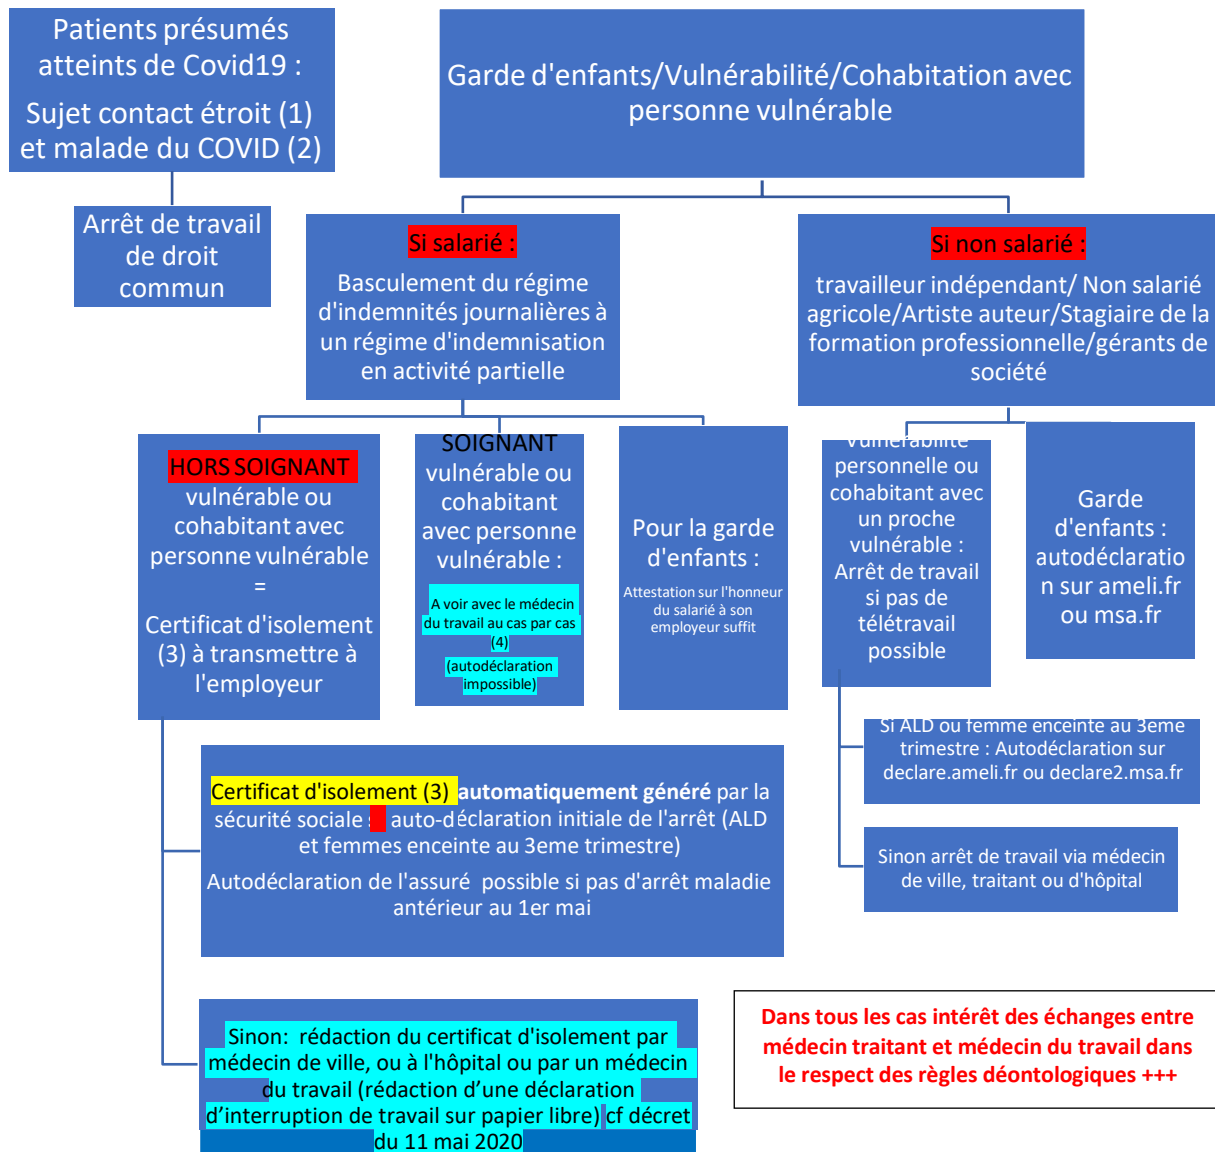 Patients présumés
atteints de Covid19 :
Sujet contact étroit (1)
et malade du COVID (2)
Arrêt de travail
de droit
commun
Garde d'enfants/Vulnérabilité/Cohabitation avec
personne vulnérable
Si salarié :
Basculement du régime
d'indemnités journalières à
un régime d'indemnisation
en activité partielle
Si non salarié :
travailleur indépendant/ Non salarié
agricole/Artiste auteur/Stagiaire de la
formation professionnelle/gérants de
société
HORS SOIGNANT
vulnérable ou
cohabitant avec
personne vulnérable
=
Certificat d'isolement
(3) à transmettre à
l'employeur
SOIGNANT
vulnérable ou
cohabitant
avec personne
vulnérable :
A voir avec le médecin
du travail au cas par cas
(4)
(autodéclaration
impossible)
Pour la garde
d'enfants :
Attestation sur l'honneur
du salarié à son
employeur suffit
Vulnérabilité
personnelle ou
cohabitant avec
un proche
vulnérable :
Arrêt de travail
si pas de
télétravail
possible
Garde
d'enfants :
autodéclaratio
n sur ameli.fr
ou msa.fr
Si ALD ou femme enceinte au 3eme
trimestre : Autodéclaration sur
declare.ameli.fr ou declare2.msa.fr
Sinon arrêt de travail via médecin
de ville, traitant ou d'hôpital
Certificat d'isolement (3) automatiquement généré par la
sécurité sociale auto-déclaration initiale de l'arrêt (ALD
et femmes enceinte au 3eme trimestre)
Autodéclaration de l'assuré possible si pas d'arrêt maladie
antérieur au 1er mai
Sinon: rédaction du certificat d'isolement par
médecin de ville, ou à l'hôpital ou par un médecin
du travail (rédaction d’une déclaration
d’interruption de travail sur papier libre) cf décret
du 11 mai 2020
Dans tous les cas intérêt des échanges entre
médecin traitant et médecin du travail dans
le respect des règles déontologiques +++